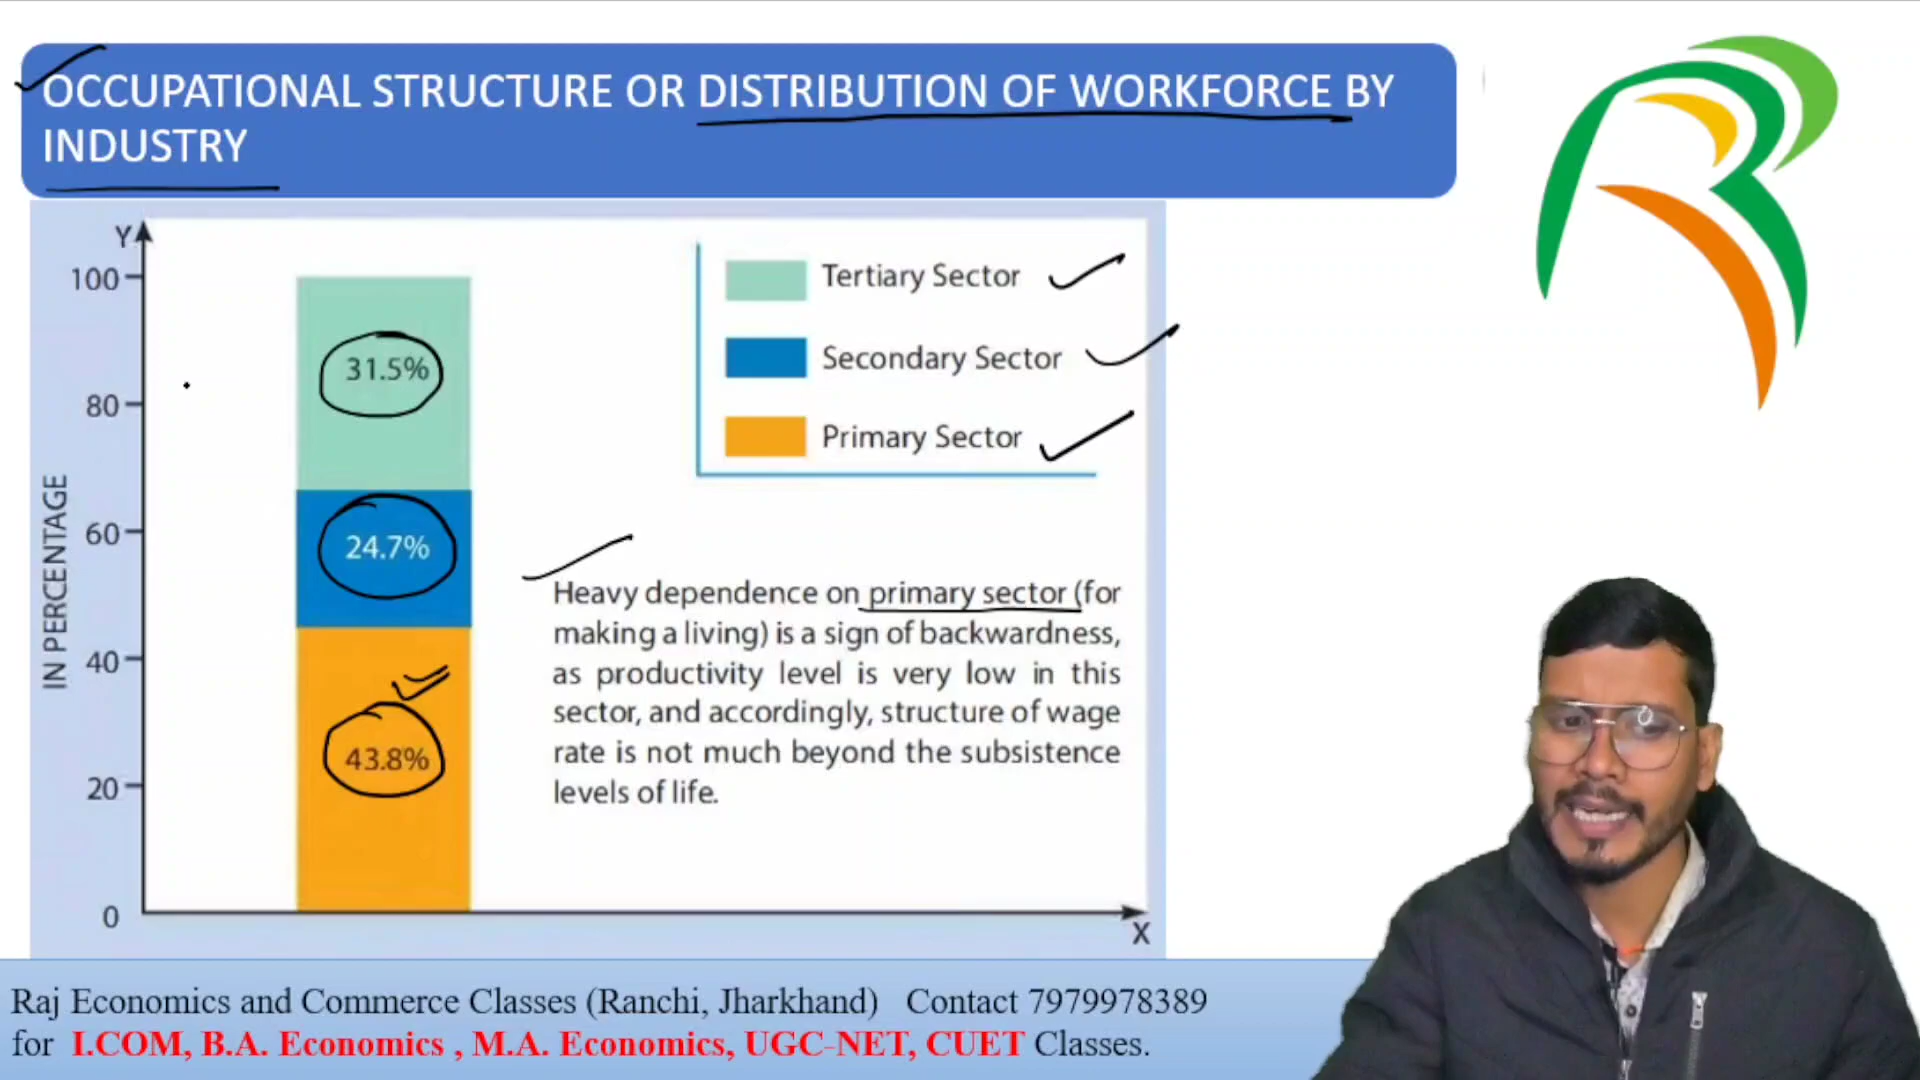 OCCUPATIONAL STRUCTURE OR DISTRIBUTION OF WORKFORCE BY
INDUSTRY
Y
100
80
60
40
20
0
IN PERCENTAGE
31.5%
24.7%
43.8%
Tertiary Sector
Secondary Sector
Primary Sector
Heavy dependence on primary sector (for
making a living) is a sign of backwardness,
as productivity level is very low in this
sector, and accordingly, structure of wage
rate is not much beyond the subsistence
levels of life.
X
Raj Economics and Commerce Classes (Ranchi, Jharkhand) Contact 7979978389
for I.COM, B.A. Economics , M.A. Economics, UGC-NET, CUET Classes.